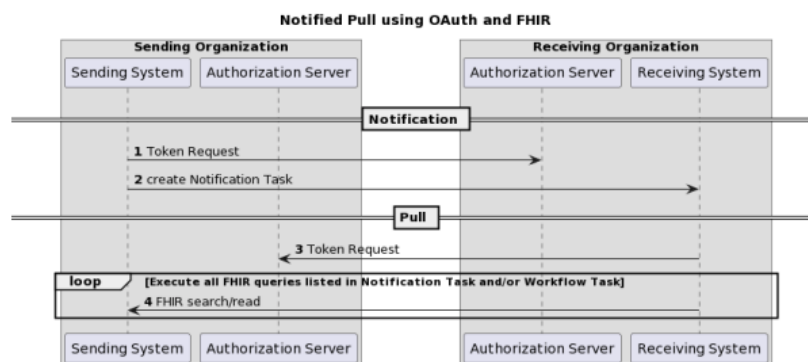 Notified Pull using OAuth and FHIR
Sending Organization
Receiving Organization
Sending System
Authorization Server
Authorization Server
Receiving System
Notification
1 Token Request
2 create Notification Task
Pull
3 Token Request
loop [Execute all FHIR queries listed in Notification Task and/or Workflow Task]
4 FHIR search/read
Sending System
Authorization Server
Authorization Server
Receiving System